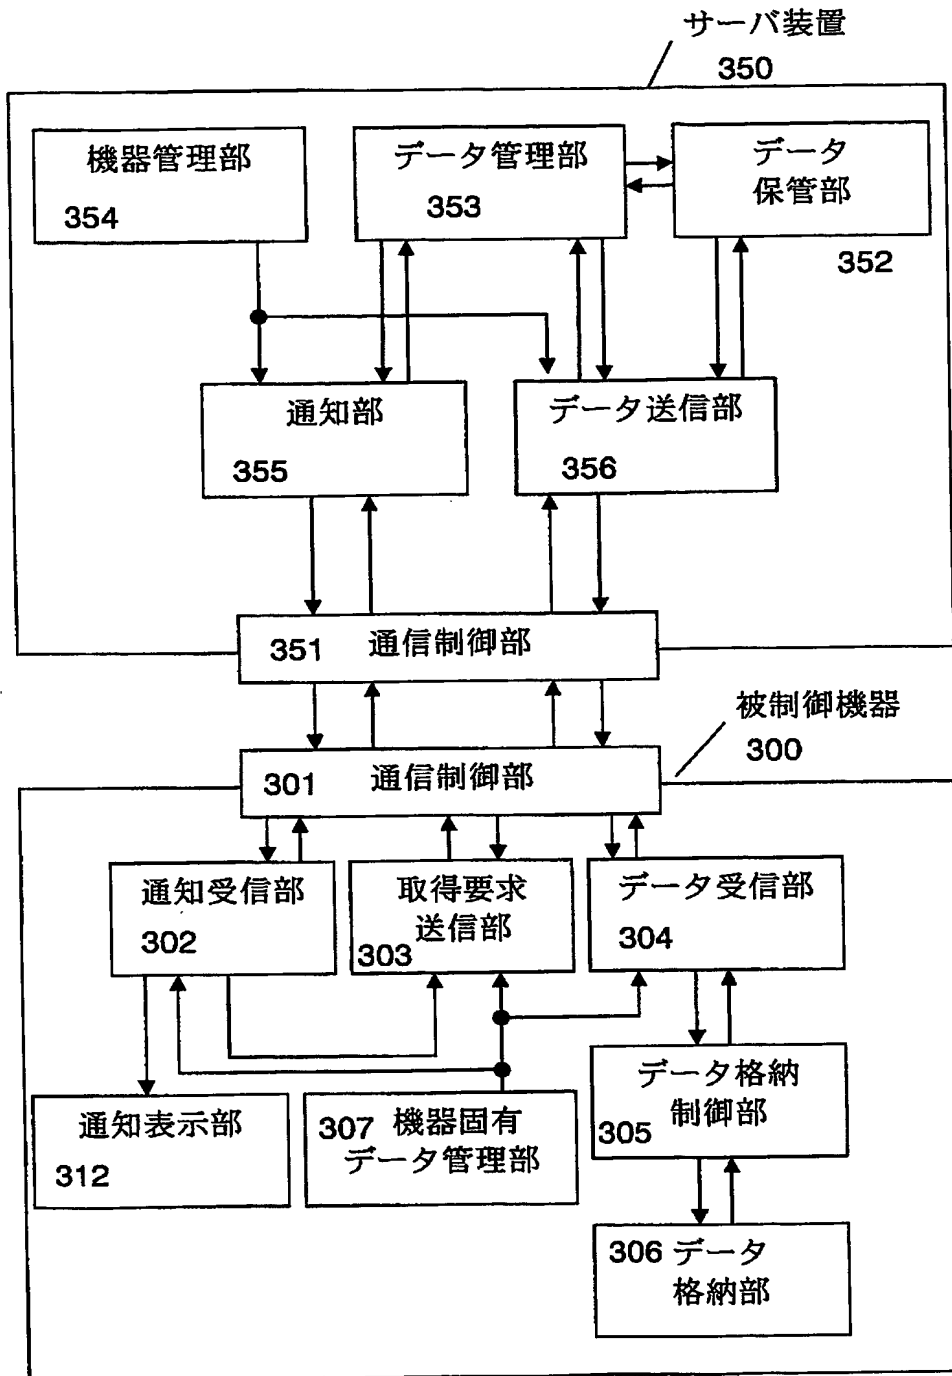 サーバ装置
350
機器管理部
354
データ管理部
353
データ
保管部
352
通知部
355
データ送信部
356
351 通信制御部
被制御機器
300
301 通信制御部
通知受信部
302
取得要求
送信部
303
データ受信部
304
データ格納
制御部
305
通知表示部
312
307 機器固有
データ管理部
306 データ
格納部